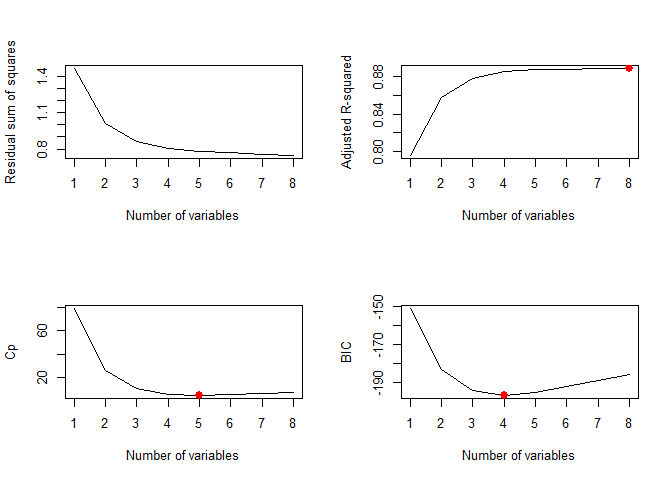 Residual sum of squares
1.4
1.1
0.8
1 2 3 4 5 6 7 8
Number of variables
Adjusted R-squared
0.88
0.84
0.80
1 2 3 4 5 6 7 8
Number of variables
Cp
60
20
1 2 3 4 5 6 7 8
Number of variables
BIC
-150
-170
-190
1 2 3 4 5 6 7 8
Number of variables